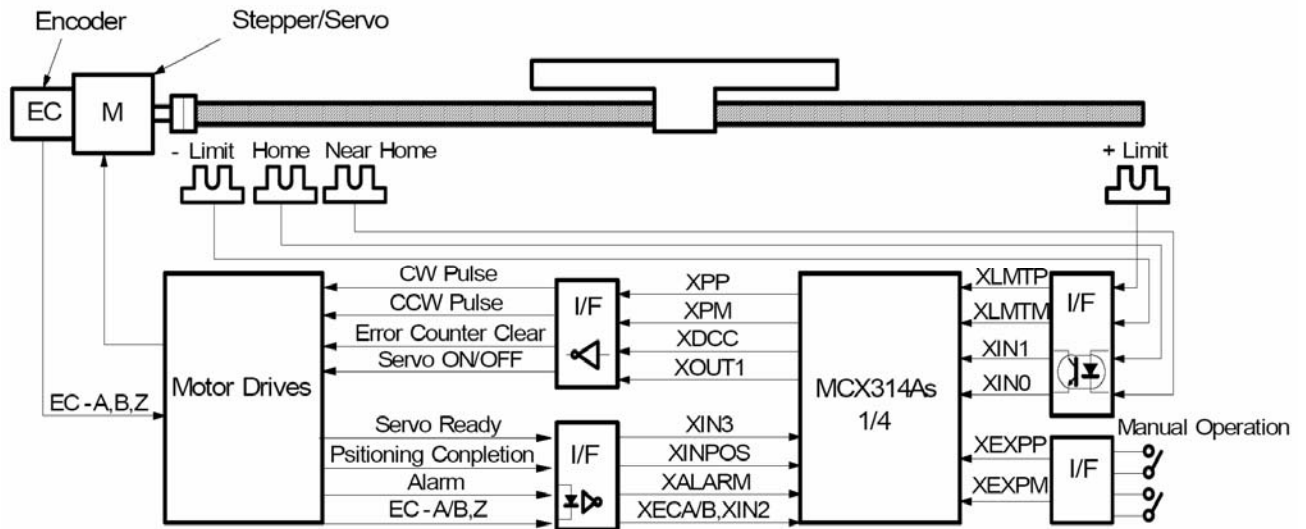 Encoder
Stepper/Servo
EC
M
- Limit
Home
Near Home
+ Limit
CW Pulse
CCW Pulse
Error Counter Clear
Servo ON/OFF
Motor Drives
EC-A,B,Z
Servo Ready
Psitioning Conpletion
Alarm
EC-A/B,Z
I/F
I/F
XPP
XPM
XDCC
XOUT1
XIN3
XINPOS
XALARM
XECA/B,XIN2
MCX314As
1/4
XLMTP
XLMTM
XIN1
XIN0
XEXPP
XEXPM
I/F
I/F
Manual Operation